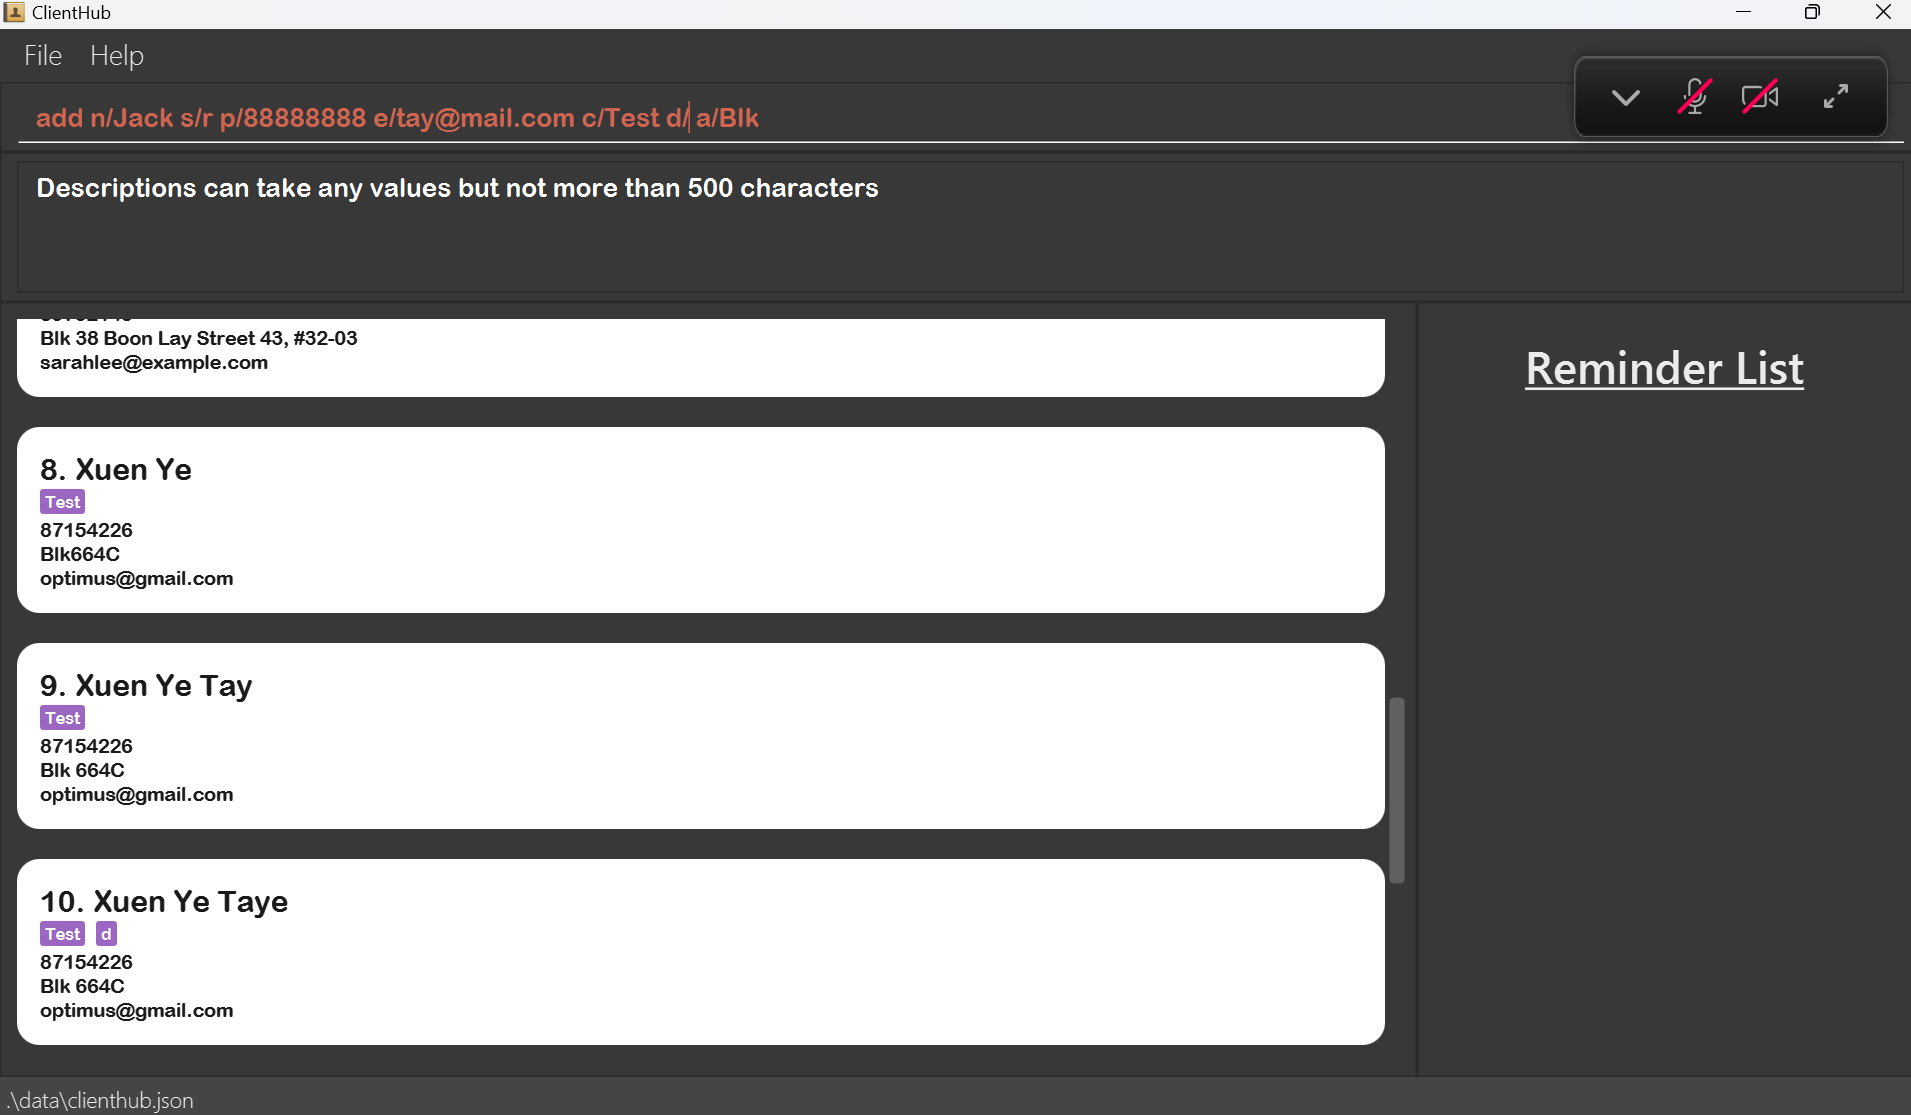 ClientHub
File Help
add n/Jack s/r p/88888888 e/tay@mail.com c/Test d/ a/Blk
Descriptions can take any values but not more than 500 characters
Blk 38 Boon Lay Street 43, #32-03
sarahlee@example.com
Reminder List
8. Xuen Ye
Test
87154226
Blk664C
optimus@gmail.com
9. Xuen Ye Tay
Test
87154226
Blk 664C
optimus@gmail.com
10. Xuen Ye Taye
Test d
87154226
Blk 664C
optimus@gmail.com
.\data\clienthub.json